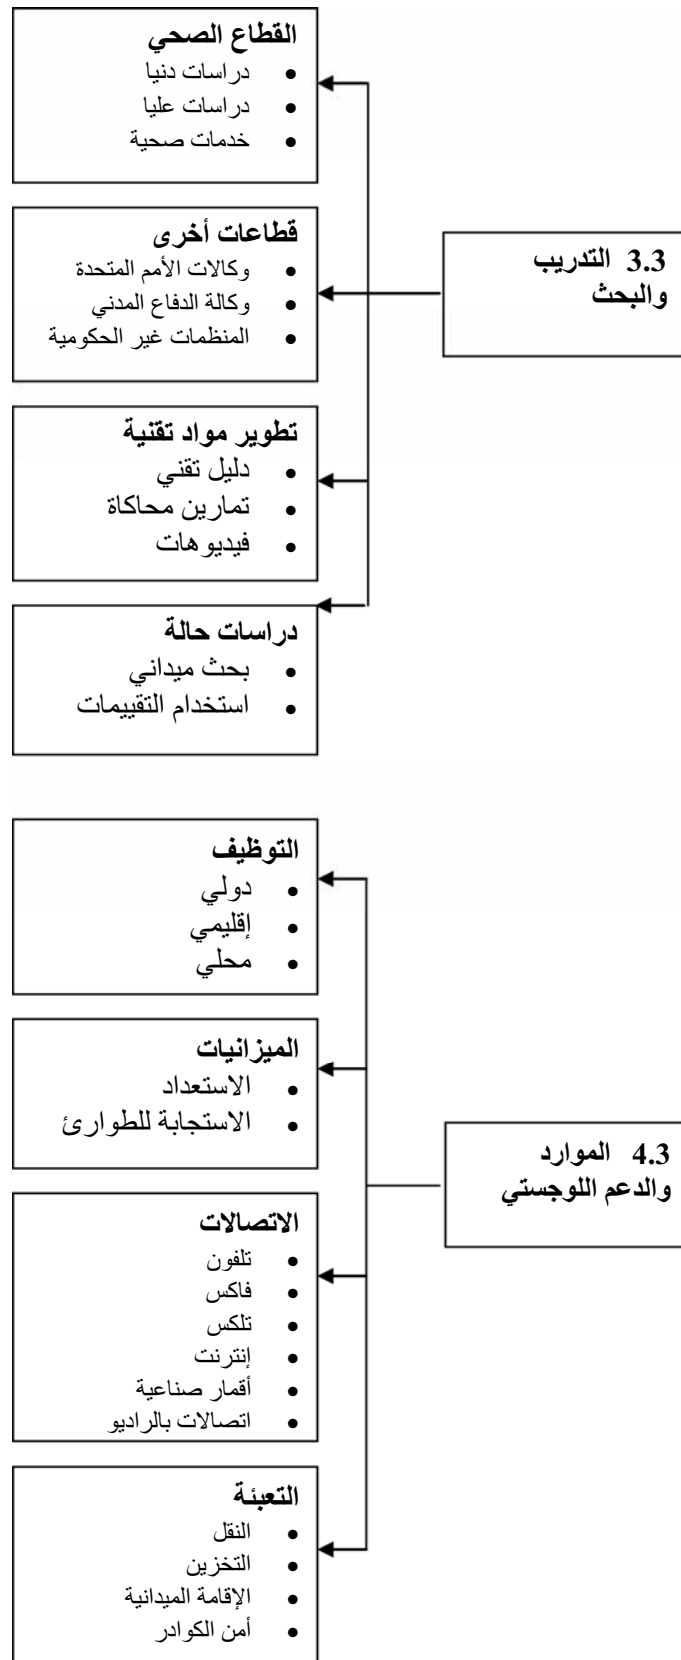 3.3 التدريب
والبحث
القطاع الصحي
• دراسات دنيا
• دراسات عليا
• خدمات صحية
قطاعات أخرى
• وكالات الأمم المتحدة
• وكالة الدفاع المدني
• المنظمات غير الحكومية
تطوير مواد تقنية
• دليل تقني
• تمارين محاكاة
• فيديوهات
دراسات حالة
• بحث ميداني
• استخدام التقييمات
4.3 الموارد
والدعم اللوجستي
التوظيف
• دولي
• إقليمي
• محلي
الميزانيات
• الاستعداد
• الاستجابة للطوارئ
الاتصالات
• تلفون
• فاكس
• تلكس
• إنترنت
• أقمار صناعية
• اتصالات بالراديو
التعبئة
• النقل
• التخزين
• الإقامة الميدانية
• أمن الكوادر